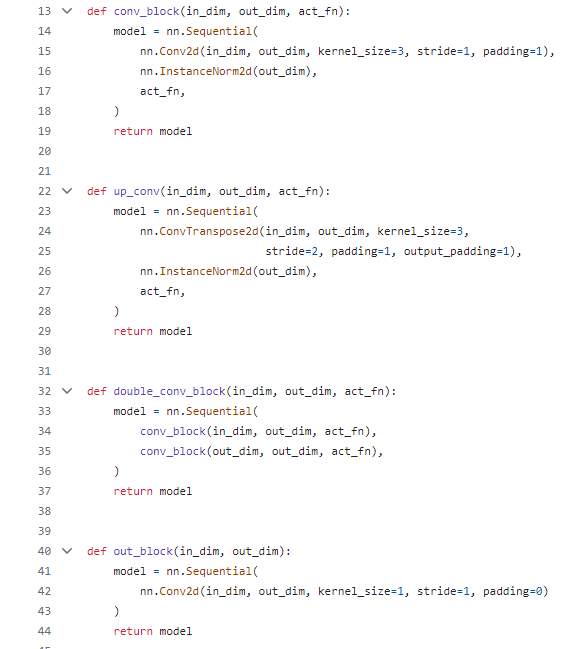 13 def conv_block(in_dim, out_dim, act_fn):
14     model = nn.Sequential(
15         nn.Conv2d(in_dim, out_dim, kernel_size=3, stride=1, padding=1),
16         nn.InstanceNorm2d(out_dim),
17         act_fn,
18     )
19     return model
20
21
22 def up_conv(in_dim, out_dim, act_fn):
23     model = nn.Sequential(
24         nn.ConvTranspose2d(in_dim, out_dim, kernel_size=3,
25                            stride=2, padding=1, output_padding=1),
26         nn.InstanceNorm2d(out_dim),
27         act_fn,
28     )
29     return model
30
31
32 def double_conv_block(in_dim, out_dim, act_fn):
33     model = nn.Sequential(
34         conv_block(in_dim, out_dim, act_fn),
35         conv_block(out_dim, out_dim, act_fn),
36     )
37     return model
38
39
40 def out_block(in_dim, out_dim):
41     model = nn.Sequential(
42         nn.Conv2d(in_dim, out_dim, kernel_size=1, stride=1, padding=0)
43     )
44     return model